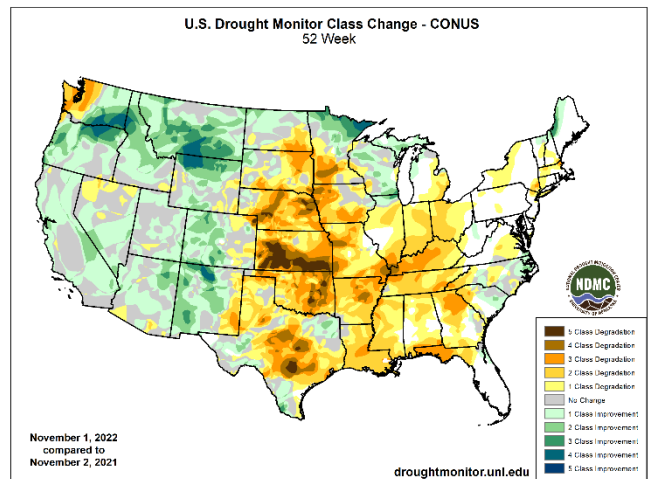 U.S. Drought Monitor Class Change - CONUS
52 Week
NDMC
5 Class Degradation
4 Class Degradation
3 Class Degradation
2 Class Degradation
1 Class Degradation
No Change
1 Class Improvement
2 Class Improvement
3 Class Improvement
4 Class Improvement
5 Class Improvement
November 1, 2022
compared to
November 2, 2021
droughtmonitor.unl.edu